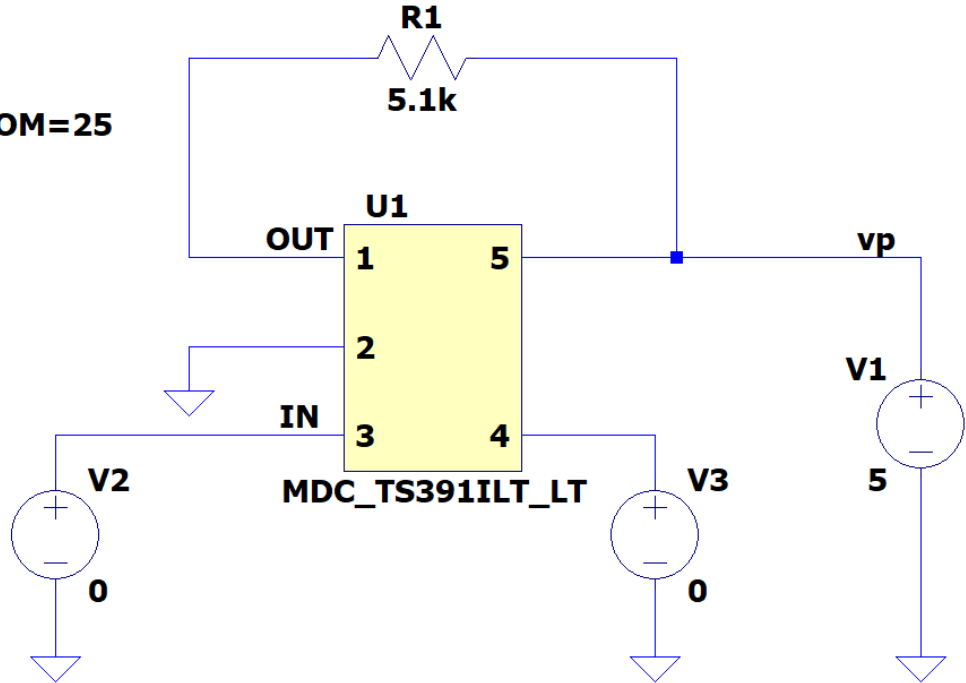 R1
5.1k
OM=25
U1
OUT
1
5
vp
2
V1
IN
3
4
5
V2
MDC_TS391ILT_LT
V3
0
0